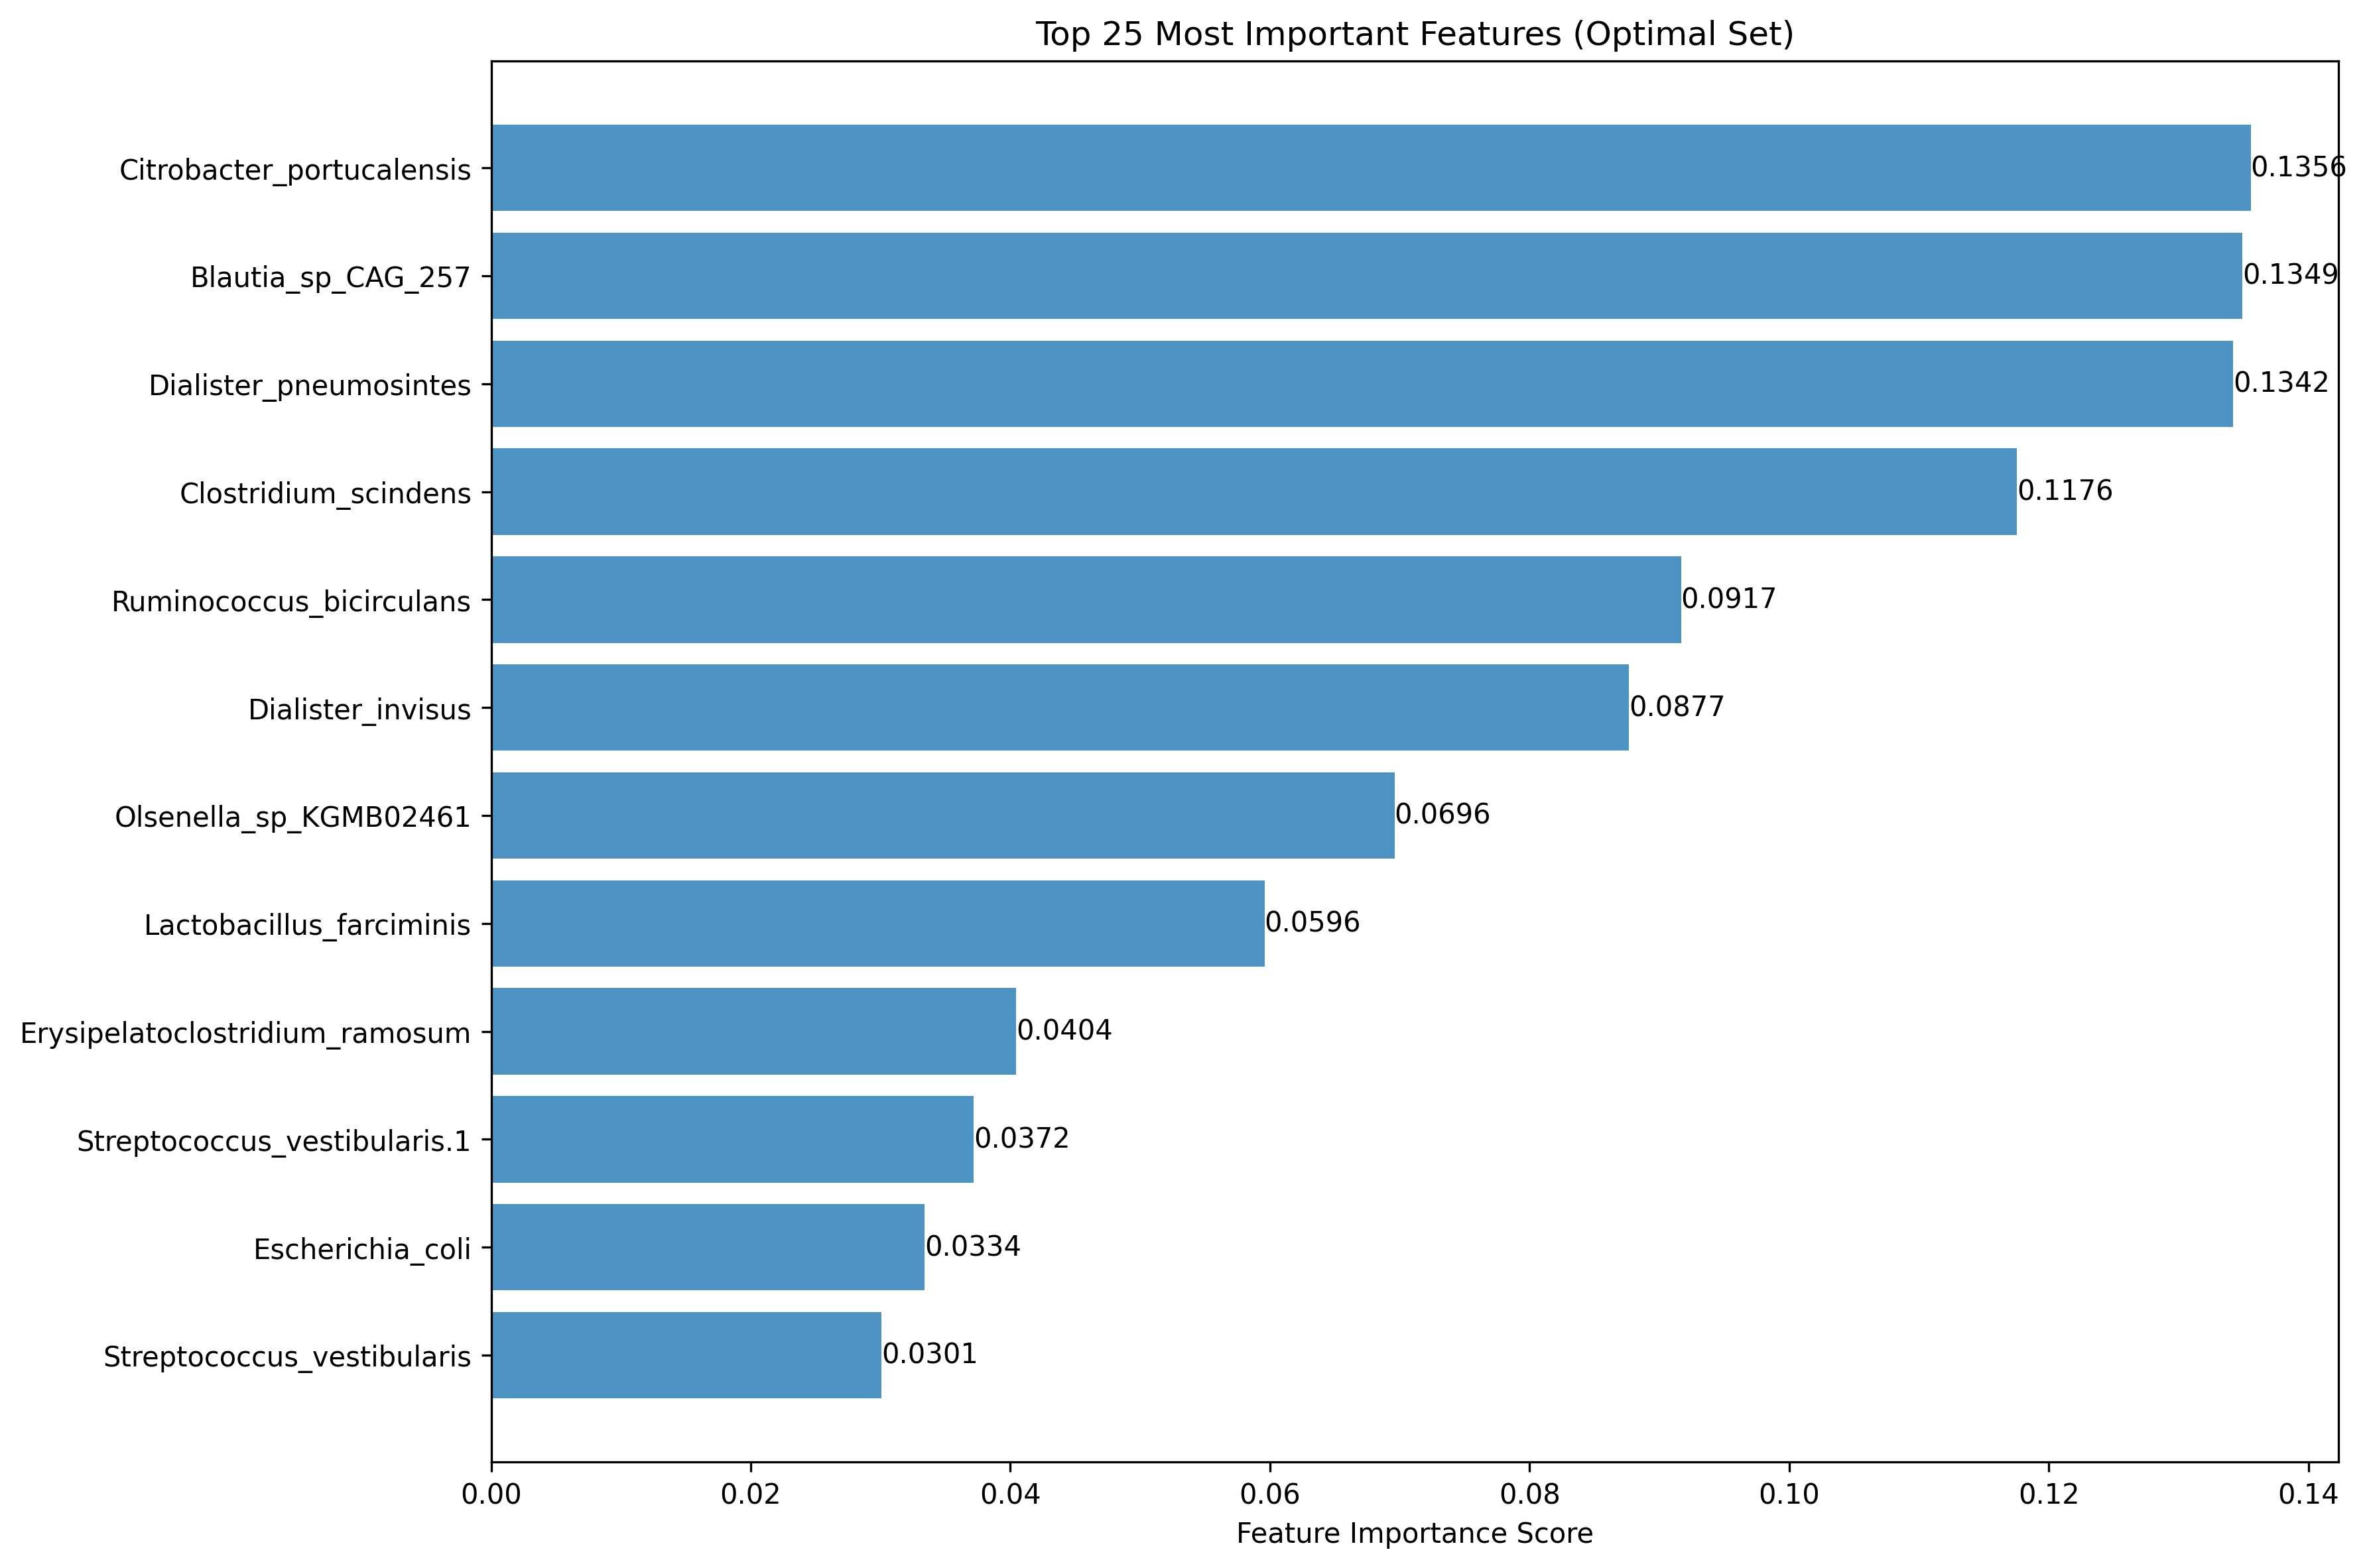 Top 25 Most Important Features (Optimal Set)
Citrobacter_portucalensis 0.1356
Blautia_sp_CAG_257 0.1349
Dialister_pneumosintes 0.1342
Clostridium_scindens 0.1176
Ruminococcus_bicirculans 0.0917
Dialister_invisus 0.0877
Olsenella_sp_KGMB02461 0.0696
Lactobacillus_farciminis 0.0596
Erysipelatoclostridium_ramosum 0.0404
Streptococcus_vestibularis.1 0.0372
Escherichia_coli 0.0334
Streptococcus_vestibularis 0.0301
0.00 0.02 0.04 0.06 0.08 0.10 0.12 0.14
Feature Importance Score